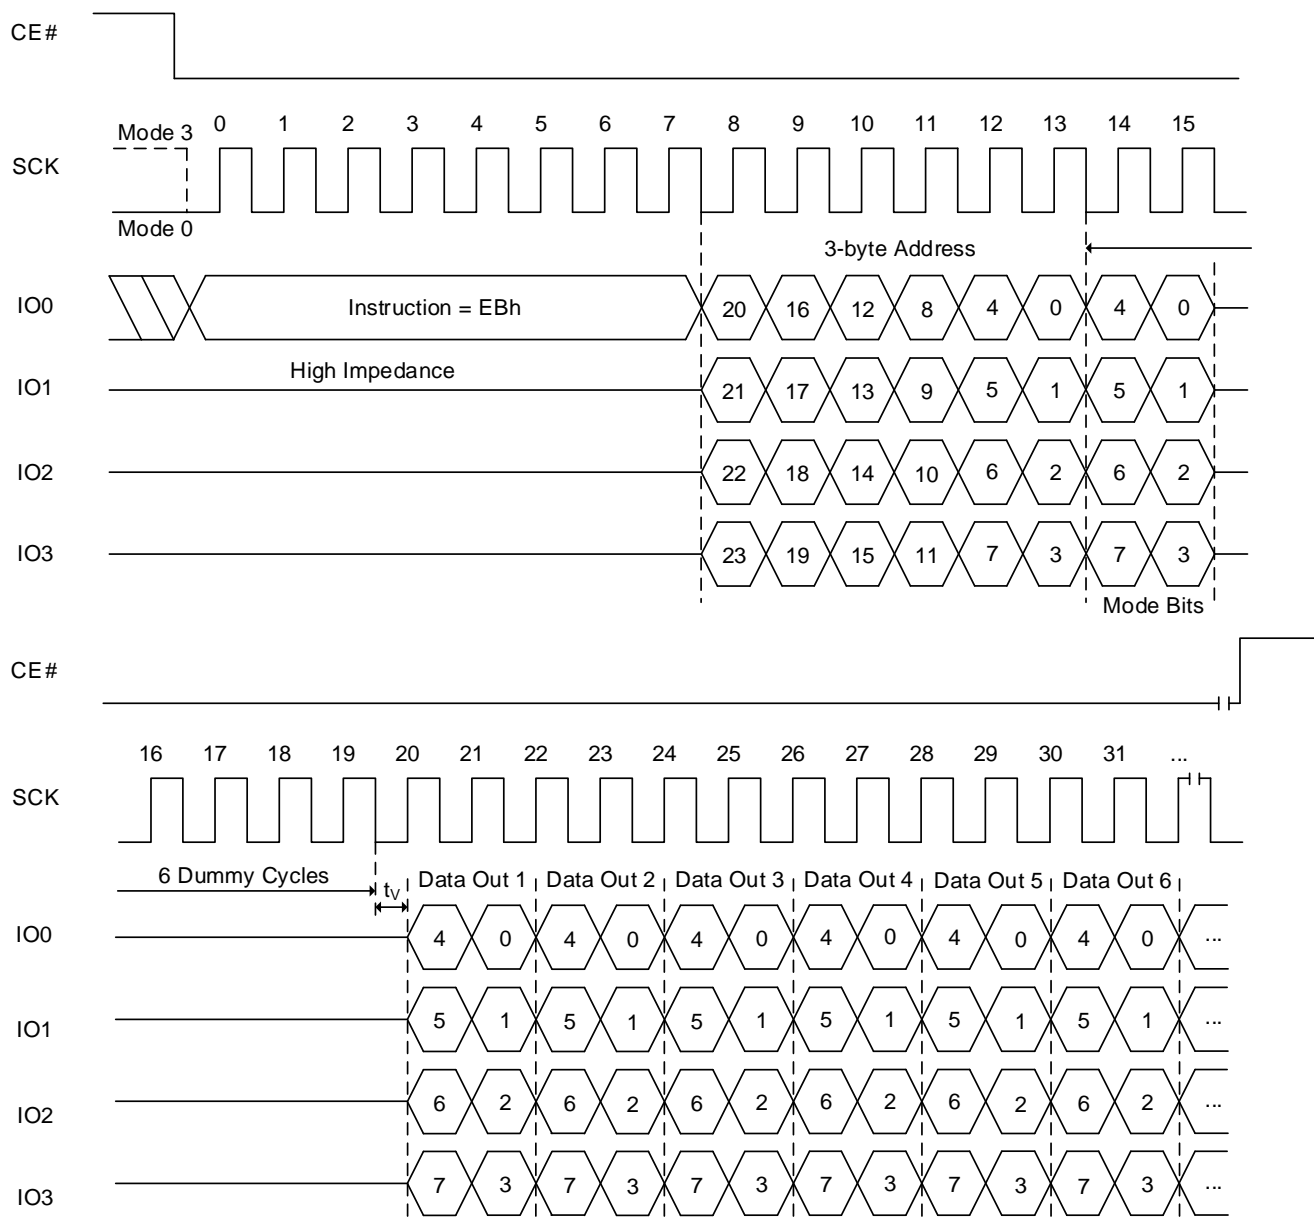 CE#
Mode 3 0 1 2 3 4 5 6 7 8 9 10 11 12 13 14 15
SCK
Mode 0
3-byte Address
IO0 Instruction = EBh 20 16 12 8 4 0 4 0
High Impedance
IO1 21 17 13 9 5 1 5 1
IO2 22 18 14 10 6 2 6 2
IO3 23 19 15 11 7 3 7 3
Mode Bits
CE#
16 17 18 19 20 21 22 23 24 25 26 27 28 29 30 31 ...
SCK
6 Dummy Cycles tV Data Out 1 Data Out 2 Data Out 3 Data Out 4 Data Out 5 Data Out 6
IO0 4 0 4 0 4 0 4 0 4 0 4 0 ...
IO1 5 1 5 1 5 1 5 1 5 1 5 1 ...
IO2 6 2 6 2 6 2 6 2 6 2 6 2 ...
IO3 7 3 7 3 7 3 7 3 7 3 7 3 ...